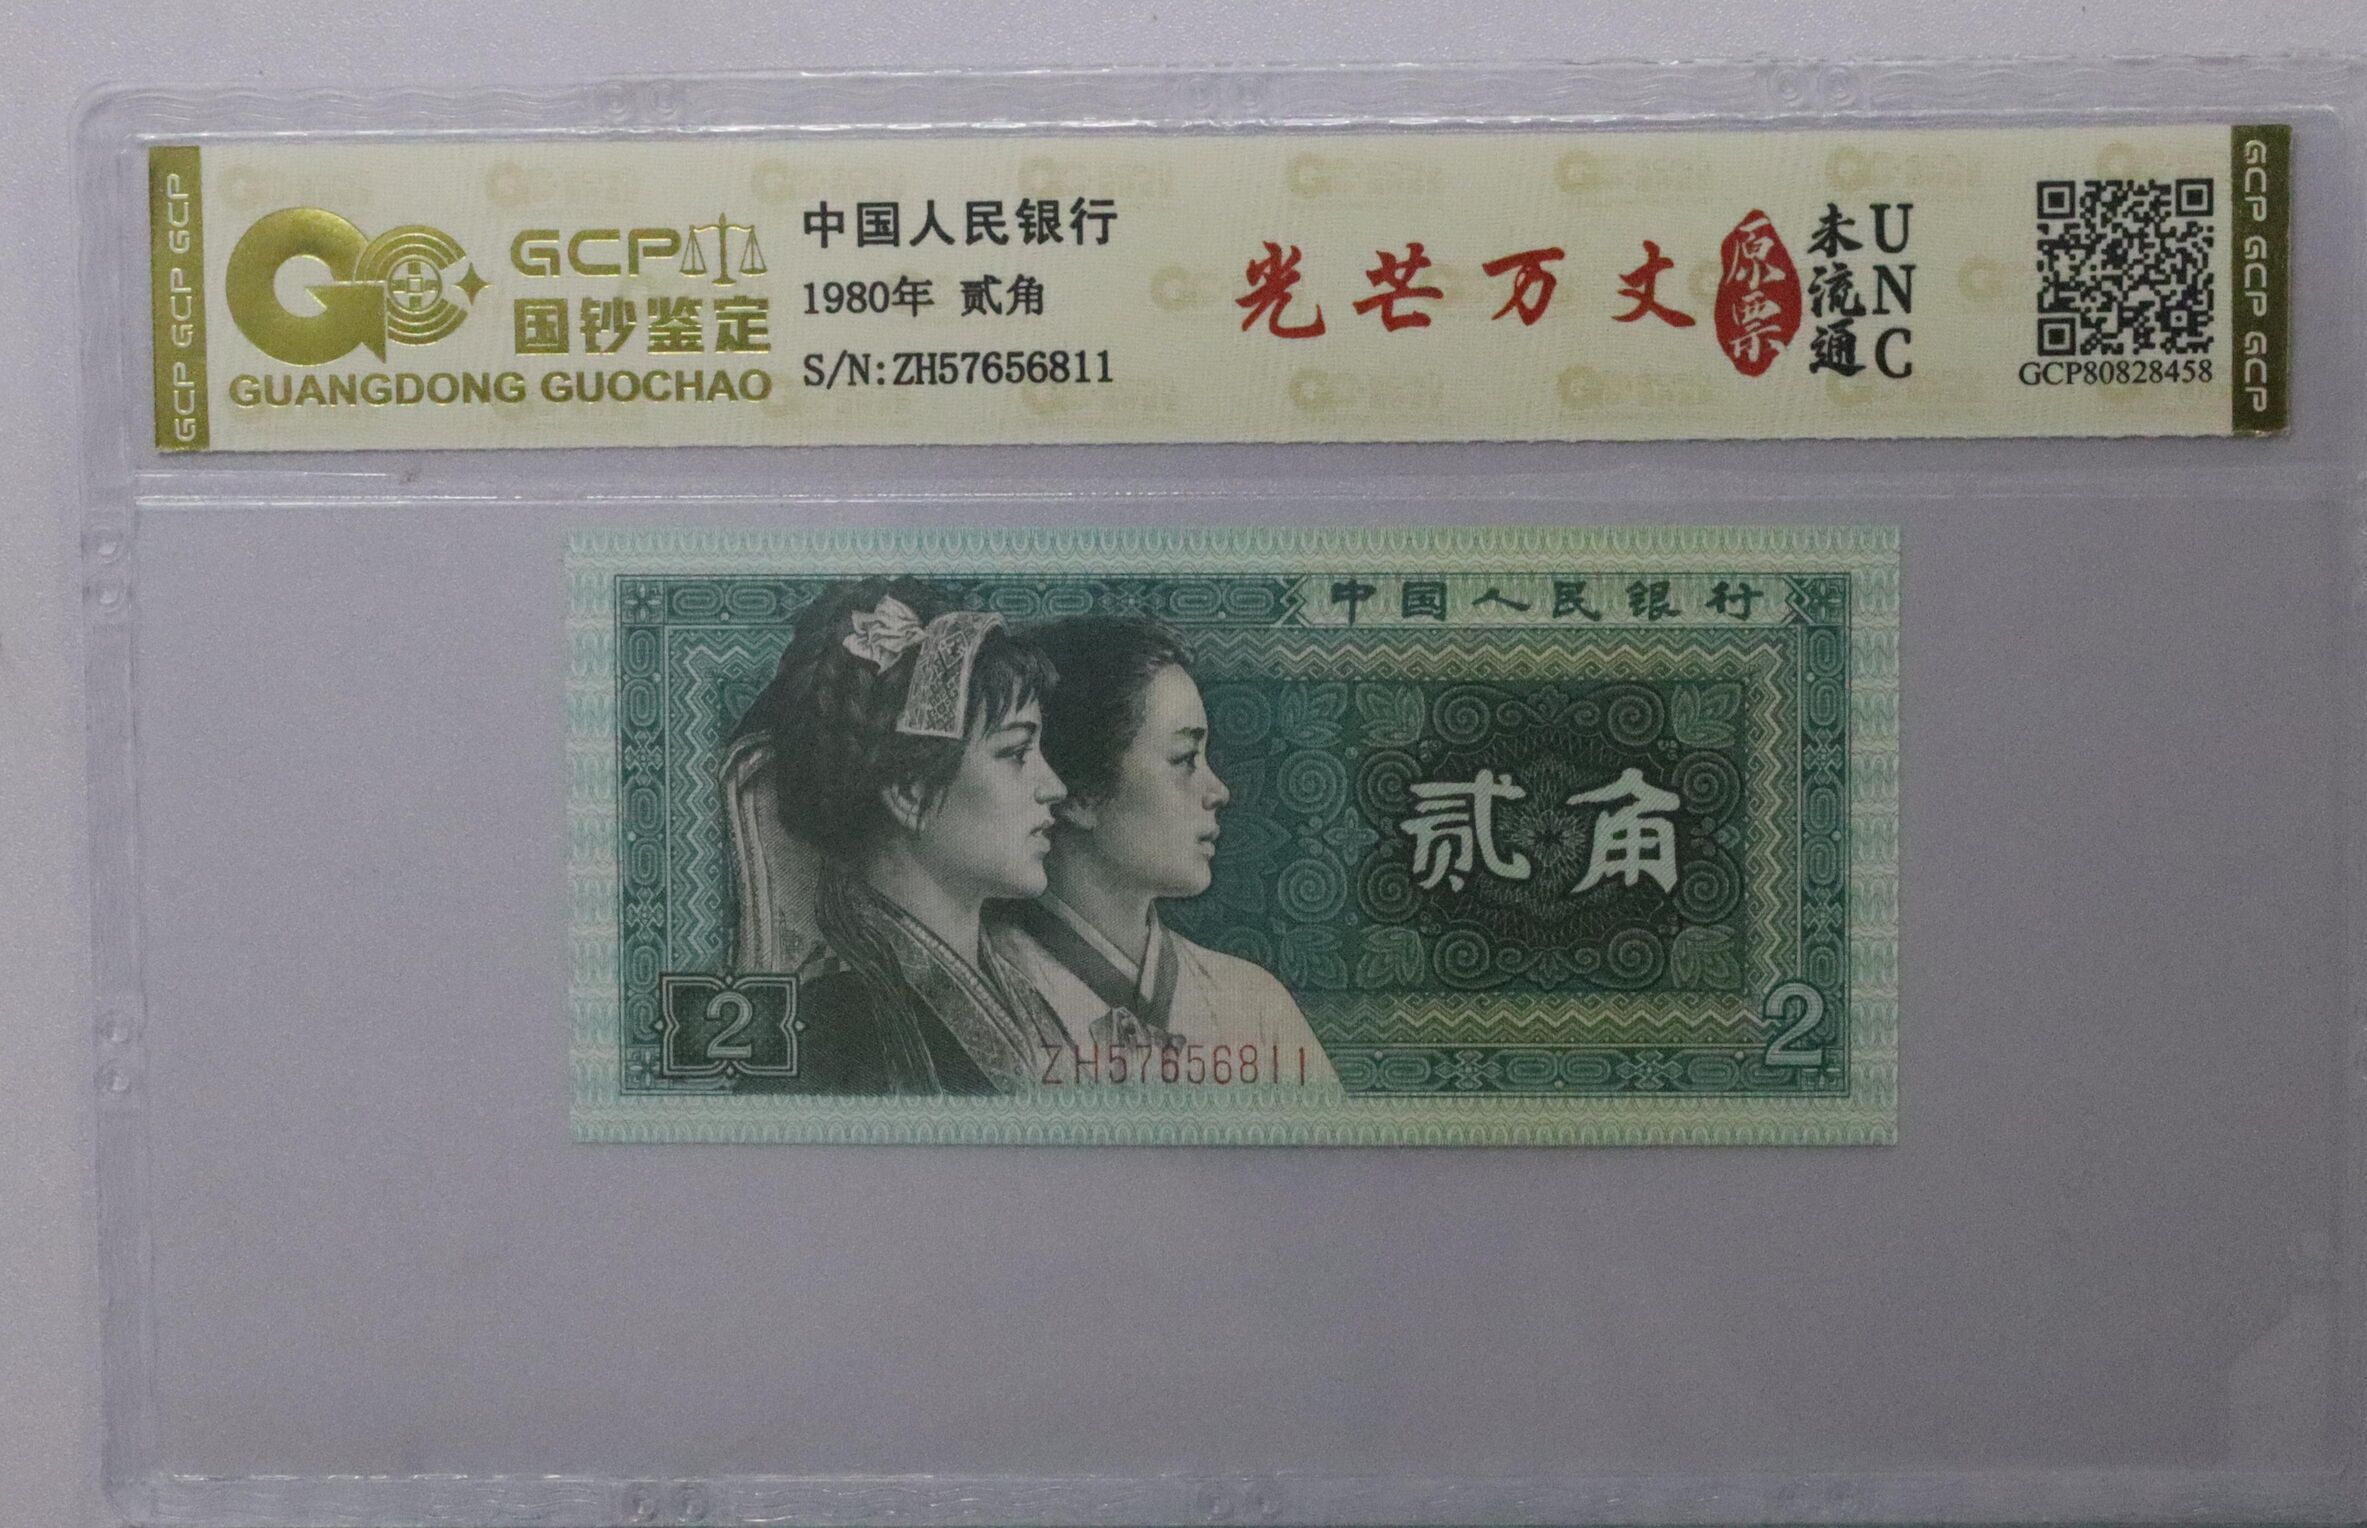 GCP GCP GCP
GCP
国钞鉴定
GUANGDONG GUOCHAO
中国人民银行
1980年 贰角
S/N:ZH57656811
光芒万丈
原票
未流通
UNC
GCP80828458
GCP GCP GCP
中国人民银行
贰角
2
2
ZH57656811